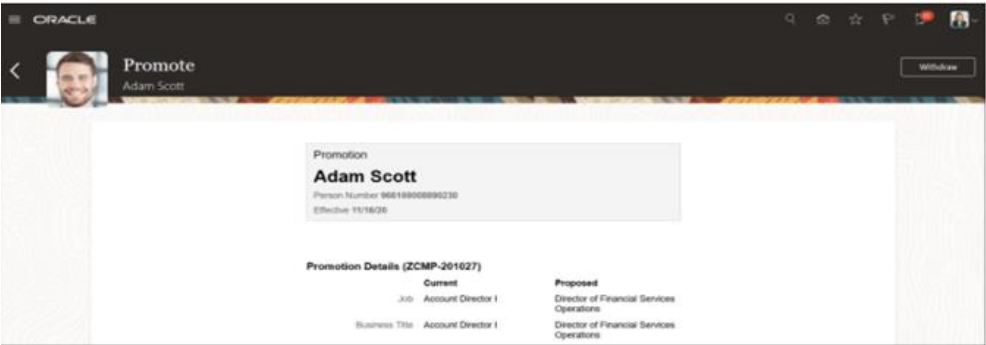 ORACLE
Promote
Adam Scott
Withdraw
Promotion
Adam Scott
Person Number
Effective 11/16/20
Promotion Details (ZCMP-201027)
Current Proposed
Job Account Director I Director of Financial Services
Operations
Business Title Account Director I Director of Financial Services
Operations